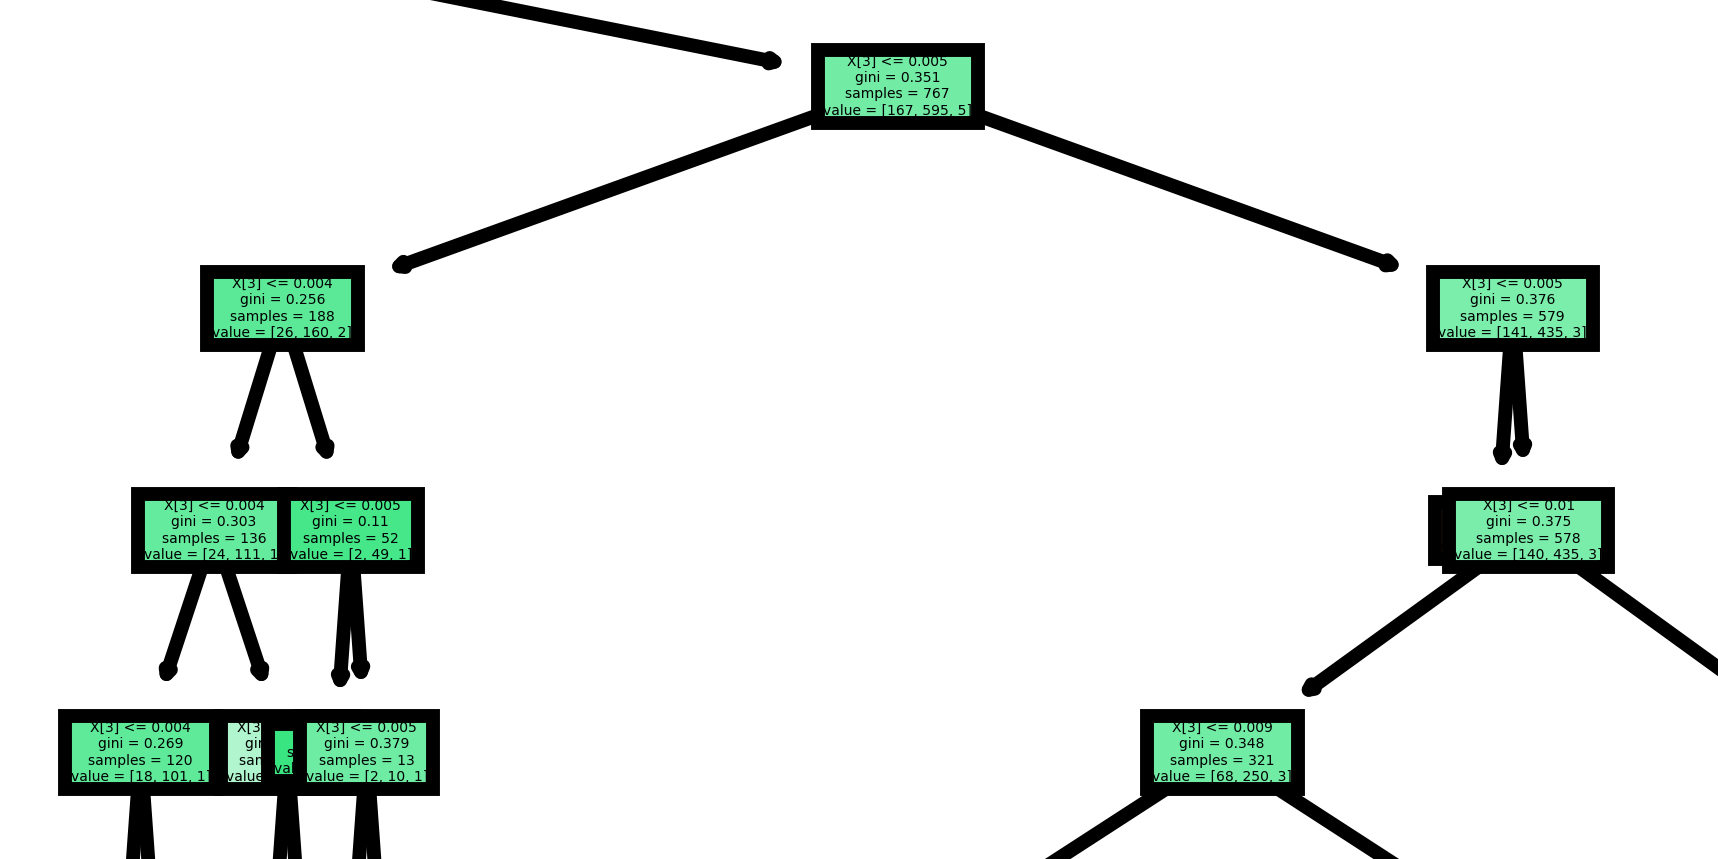 X[3] <= 0.005
gini = 0.351
samples = 767
value = [167, 595, 5]
X[3] <= 0.004
gini = 0.256
samples = 188
value = [26, 160, 2]
X[3] <= 0.005
gini = 0.376
samples = 579
value = [141, 435, 3]
X[3] <= 0.004
gini = 0.303
samples = 136
value = [24, 111, 1
X[3] <= 0.005
gini = 0.11
samples = 52
value = [2, 49, 1]
X[3] <= 0.01
gini = 0.375
samples = 578
value = [140, 435, 3]
X[3] <= 0.004
gini = 0.269
samples = 120
value = [18, 101, 1]
X[3
value
X[3] <= 0.005
gini = 0.379
samples = 13
value = [2, 10, 1]
X[3] <= 0.009
gini = 0.348
samples = 321
value = [68, 250, 3]